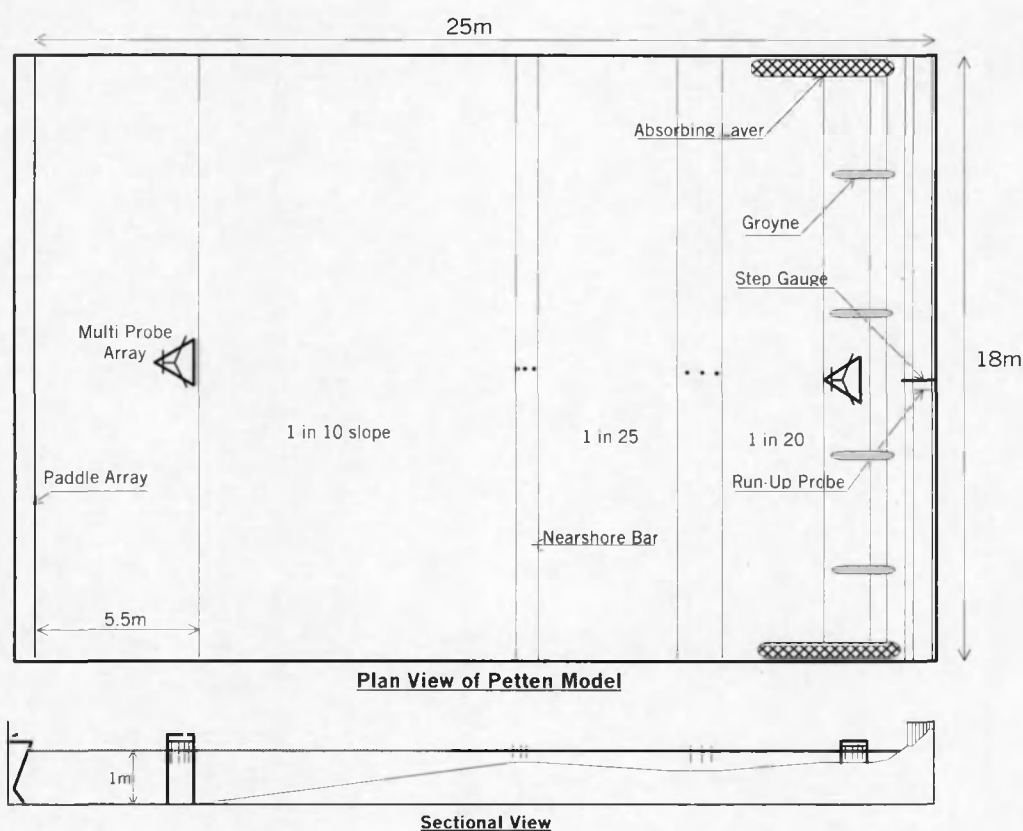 25m
Absorbing Layer
Groyne
Step Gauge
Multi Probe
Array
18m
1 in 10 slope
1 in 25
1 in 20
Paddle Array
Run-Up Probe
Nearshore Bar
5.5m
Plan View of Petten Model
1m
Sectional View